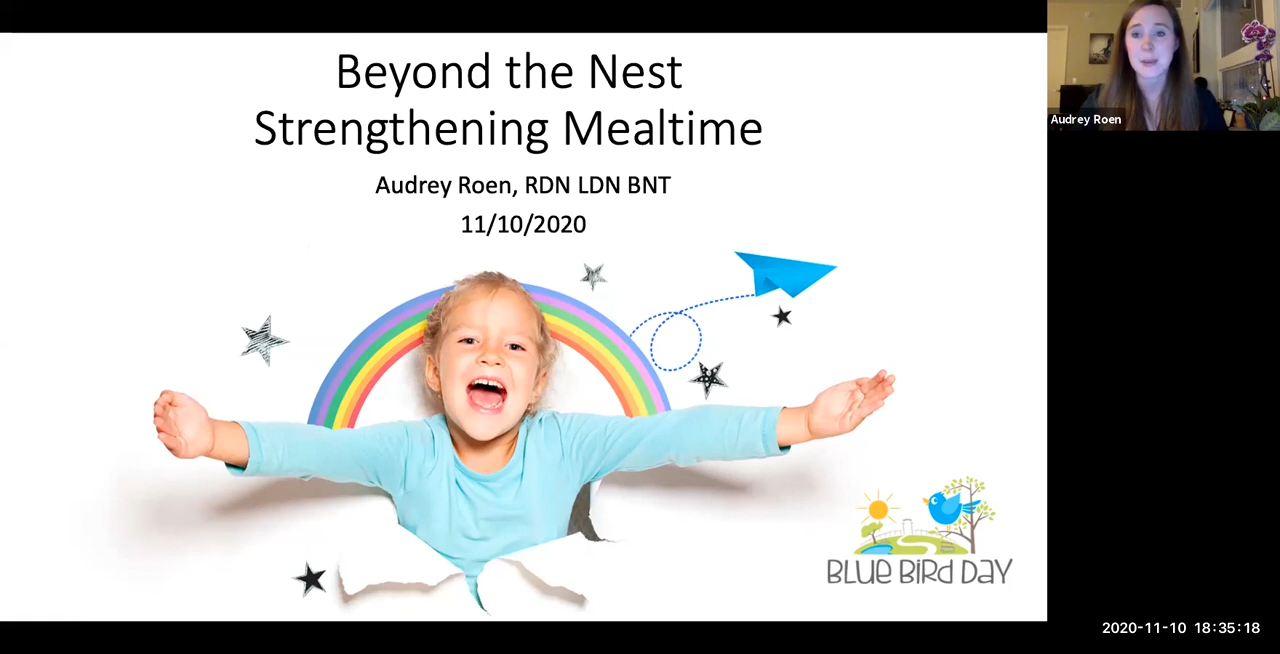 Beyond the Nest
Strengthening Mealtime
Audrey Roen, RDN LDN BNT
11/10/2020
Audrey Roen
BLUE BIRD DAY
2020-11-10 18:35:18